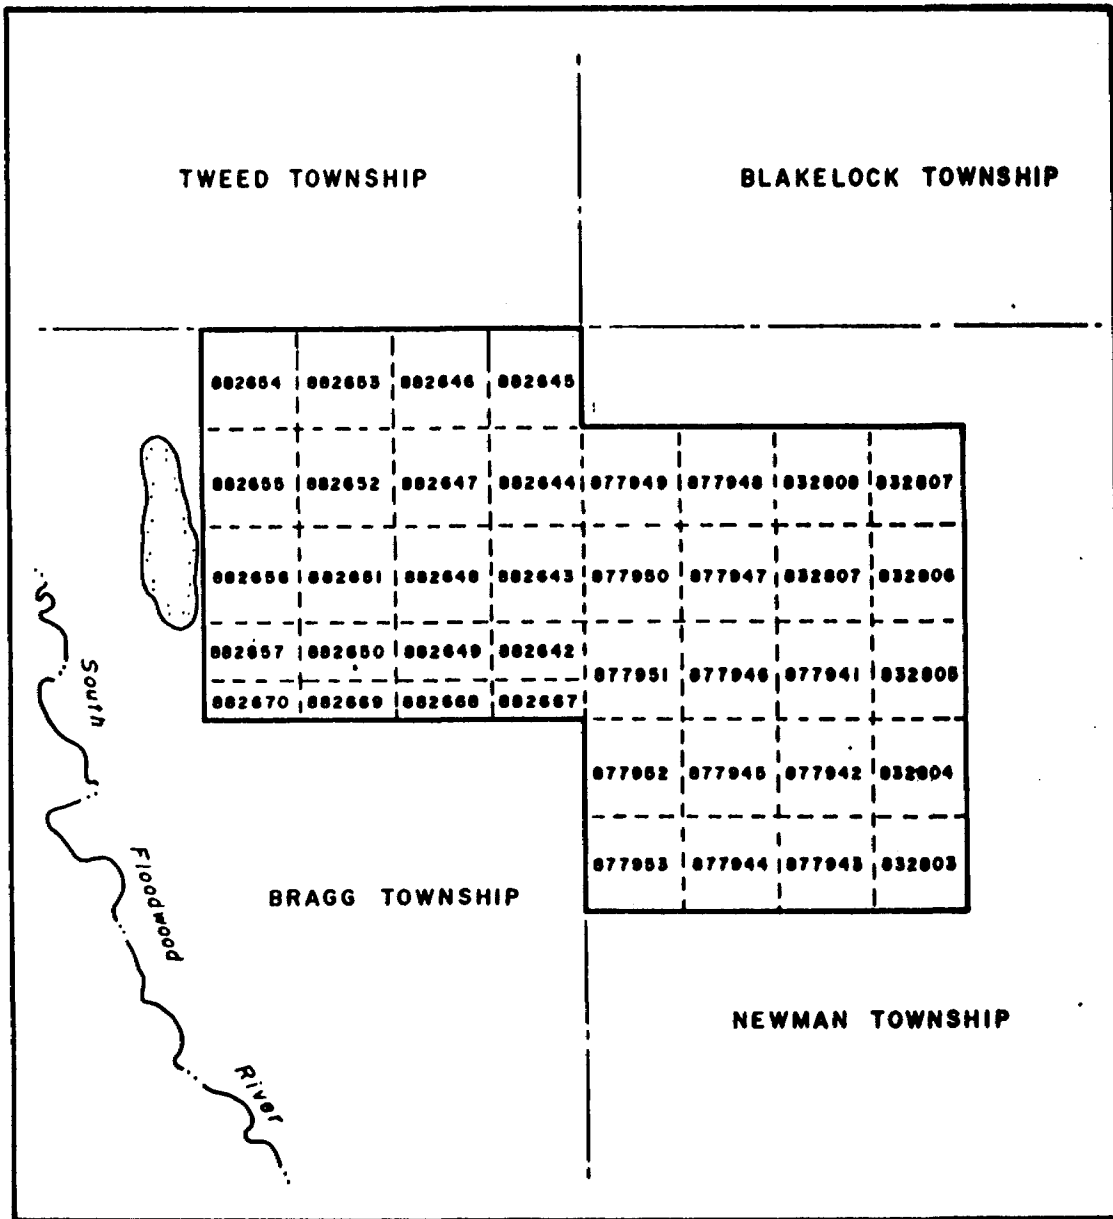 TWEED TOWNSHIP
BLAKELOCK TOWNSHIP
882654 882653 882646 882645
882655 882652 882647 882644 877949 877948 832808 832807
882656 882651 882648 882643 877950 877947 832807 832806
882657 882650 882649 882642
877951 877946 877941 832805
882670 882669 882668 882667
877952 877945 877942 832804
877953 877944 877943 832803
South
Floodwood
River
BRAGG TOWNSHIP
NEWMAN TOWNSHIP